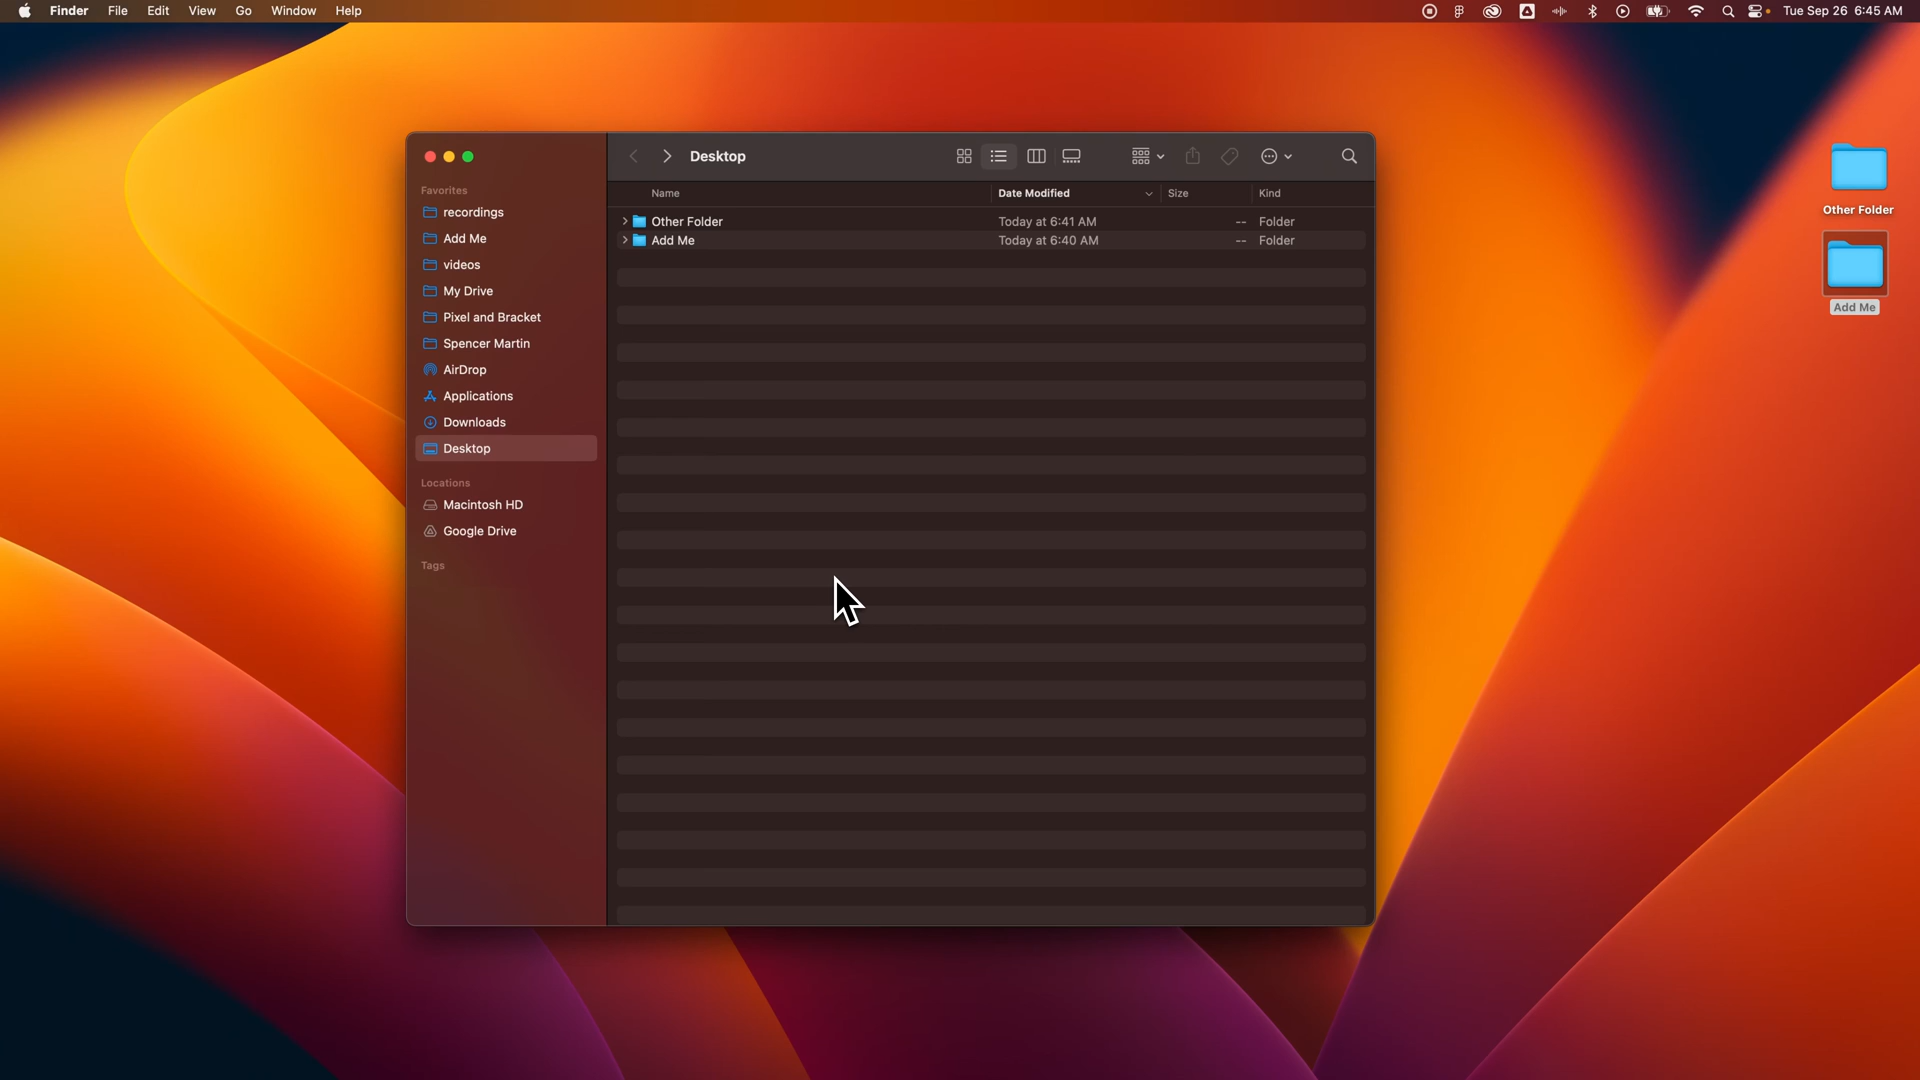 Finder File Edit View Go Window Help Tue Sep 26 6:45 AM
Desktop
Favorites
recordings
Add Me
videos
My Drive
Pixel and Bracket
Spencer Martin
AirDrop
Applications
Downloads
Desktop
Locations
Macintosh HD
Google Drive
Tags
Name Date Modified Size Kind
Other Folder Today at 6:41 AM -- Folder
Add Me Today at 6:40 AM -- Folder
Other Folder
Add Me